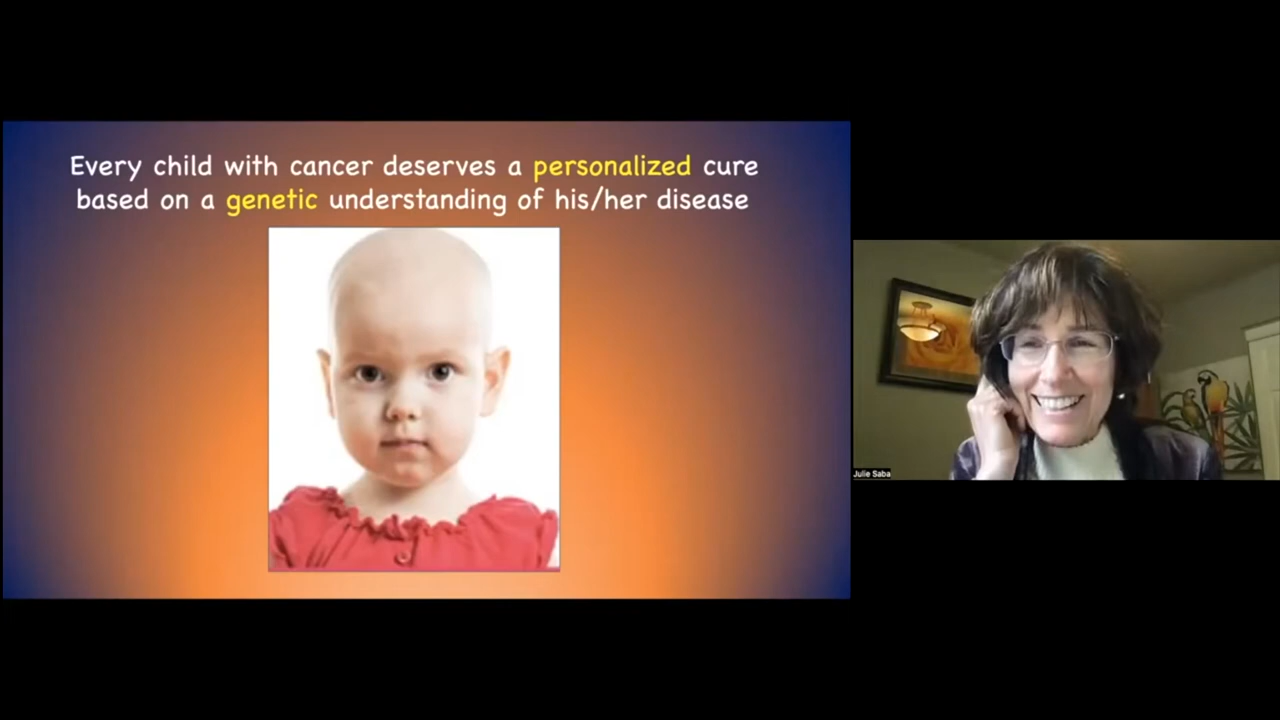 Every child with cancer deserves a personalized cure
based on a genetic understanding of his/her disease
Julie Saba